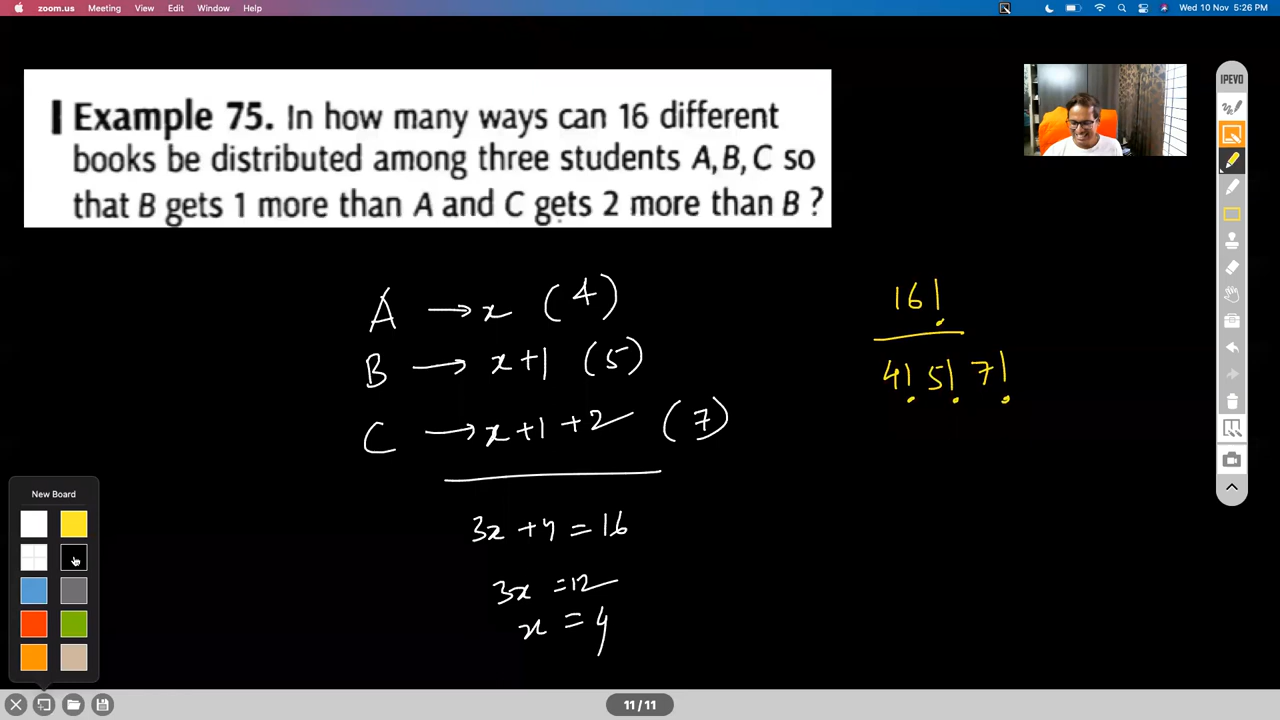 zoom.us Meeting View Edit Window Help Wed 10 Nov 5:26 PM
IPEVO
Example 75. In how many ways can 16 different
books be distributed among three students A, B, C so
that B gets 1 more than A and C gets 2 more than B ?
A → x (4)
B → x+1 (5)
C → x+1+2 (7)
3x+4=16
3x=12
x=4
16!
4! 5! 7!
New Board
11/11